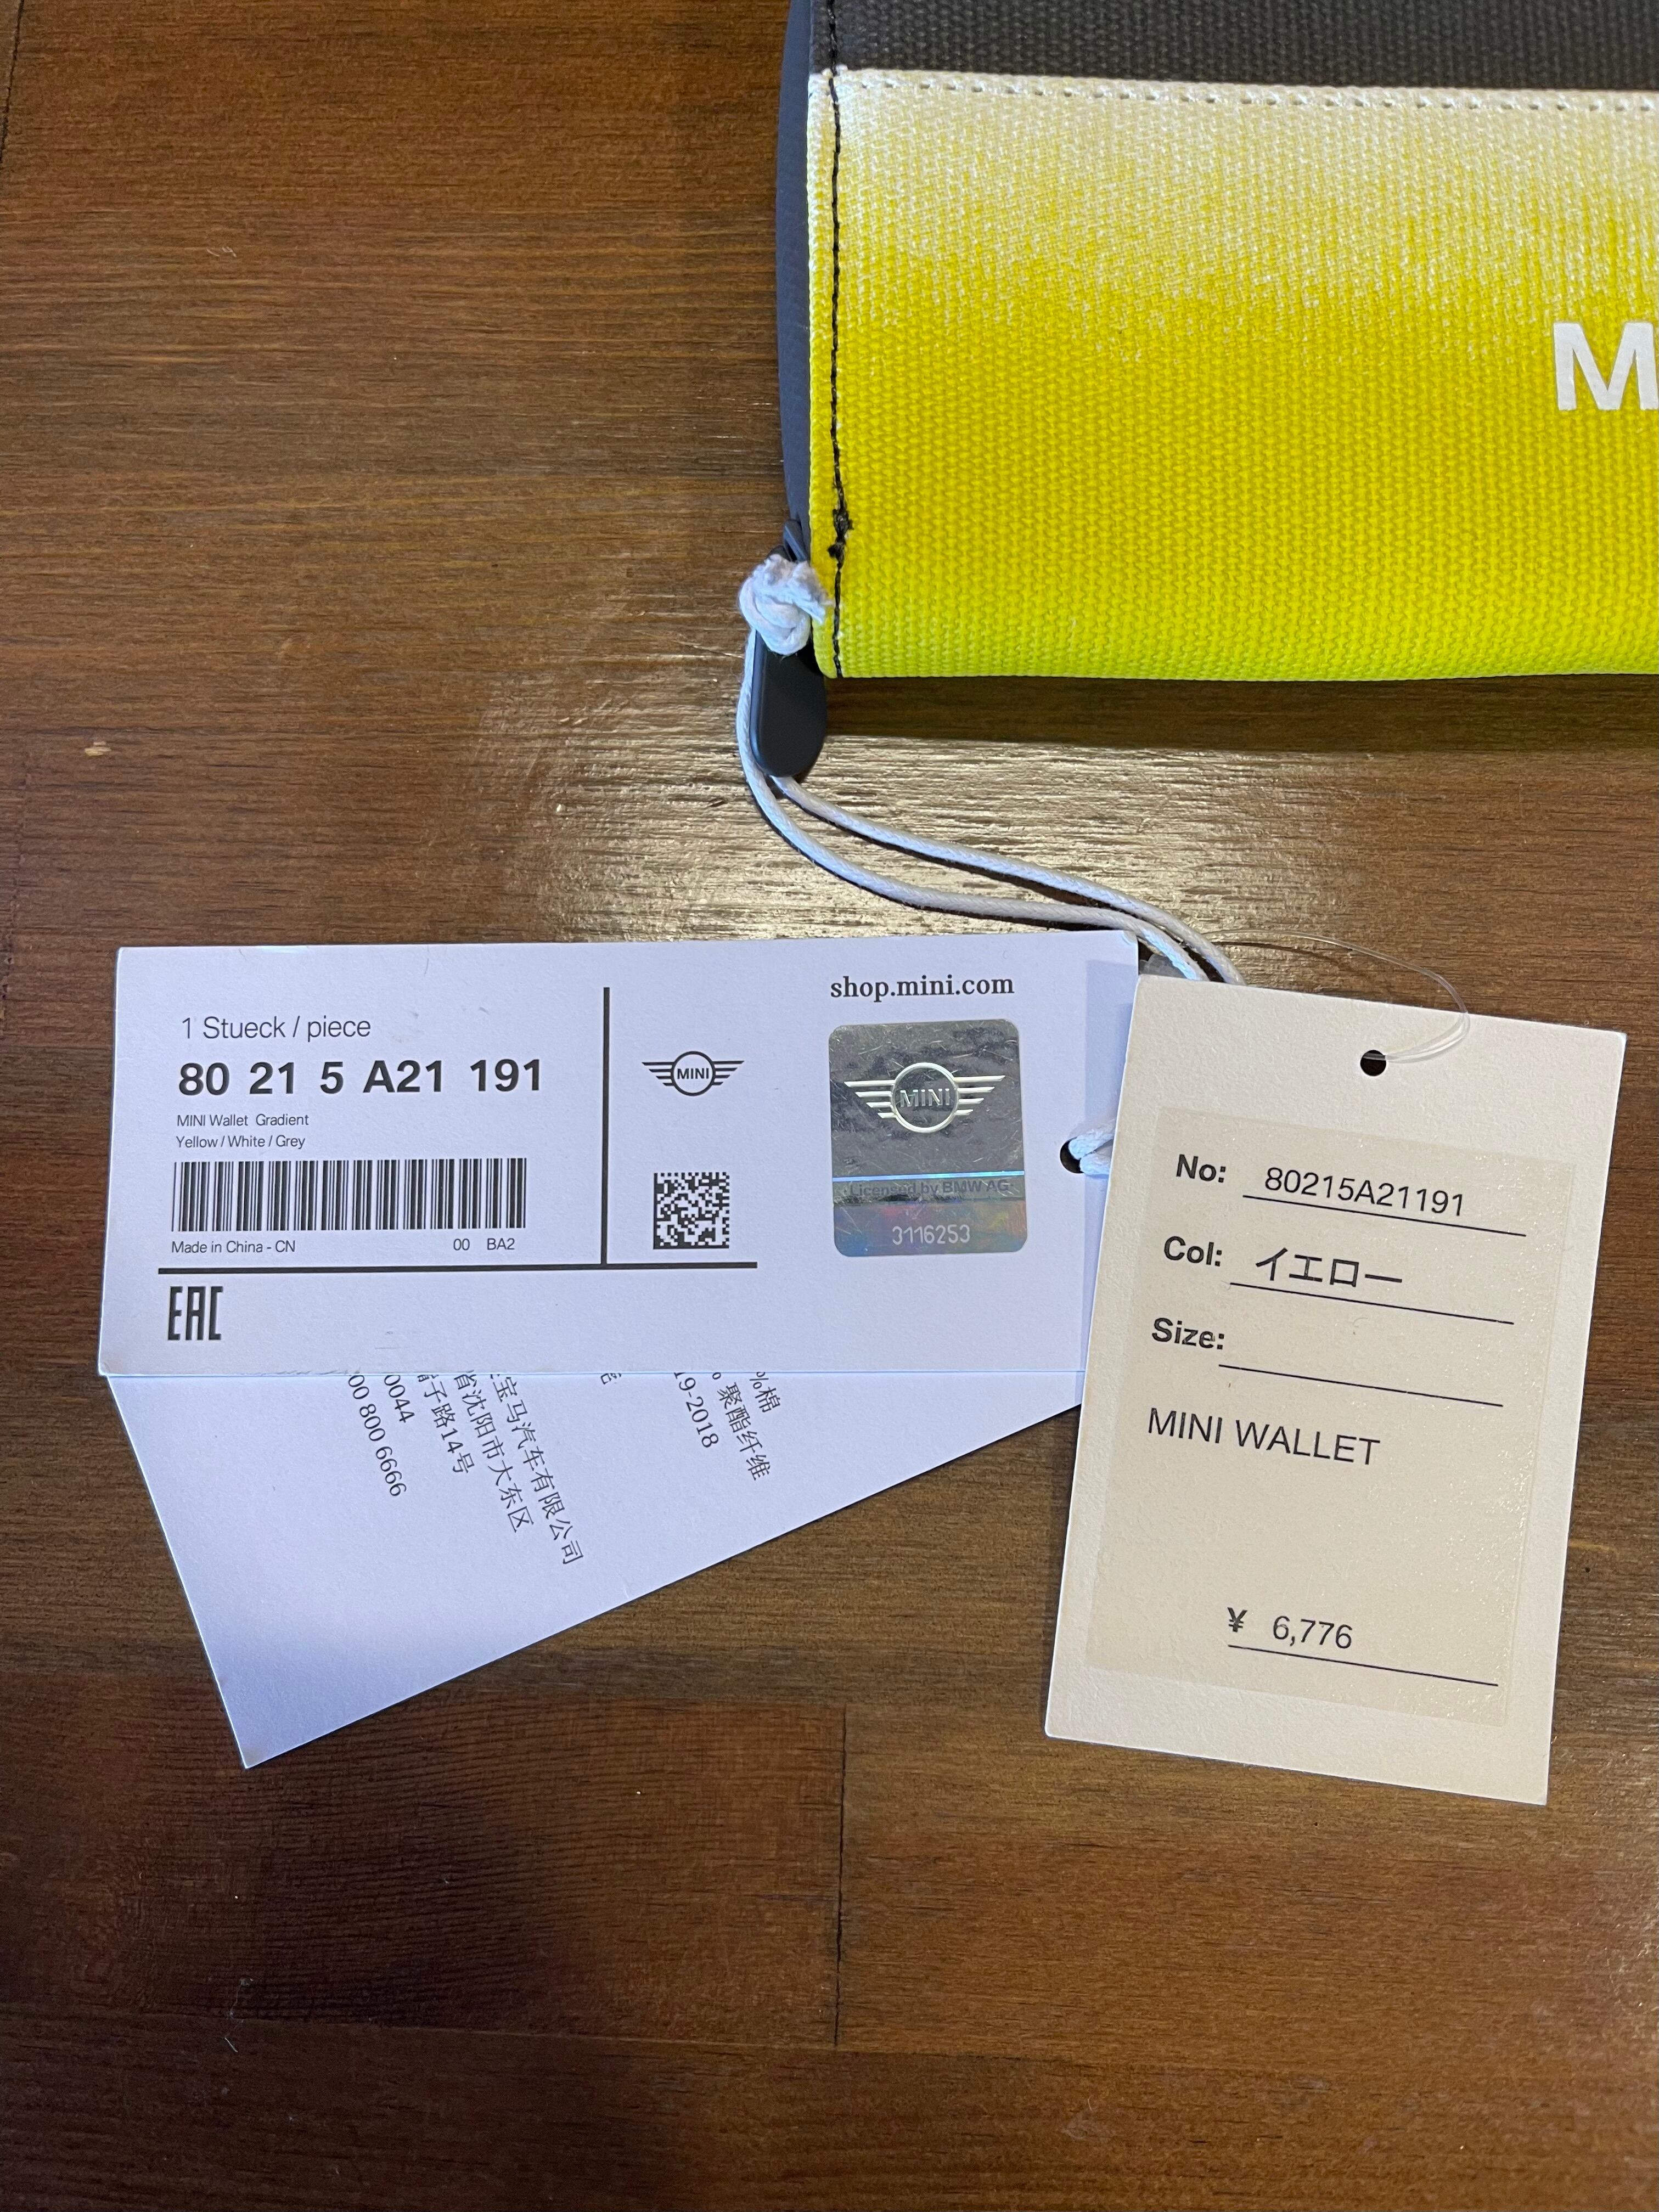 M
shop.mini.com
1 Stueck / piece
80 21 5 A21 191
MINI Wallet Gradient
Yellow / White / Grey
Made in China - CN
00 BA2
EAC
MINI
MINI
Licensed by BMW AG
3116253
No: 80215A21191
Col: イエロー
Size:
MINI WALLET
¥ 6,776
%棉
% 聚酯纤维
19-2018
宝马汽车有限公司
省沈阳市大东区
子路14号
0044
00 800 6666